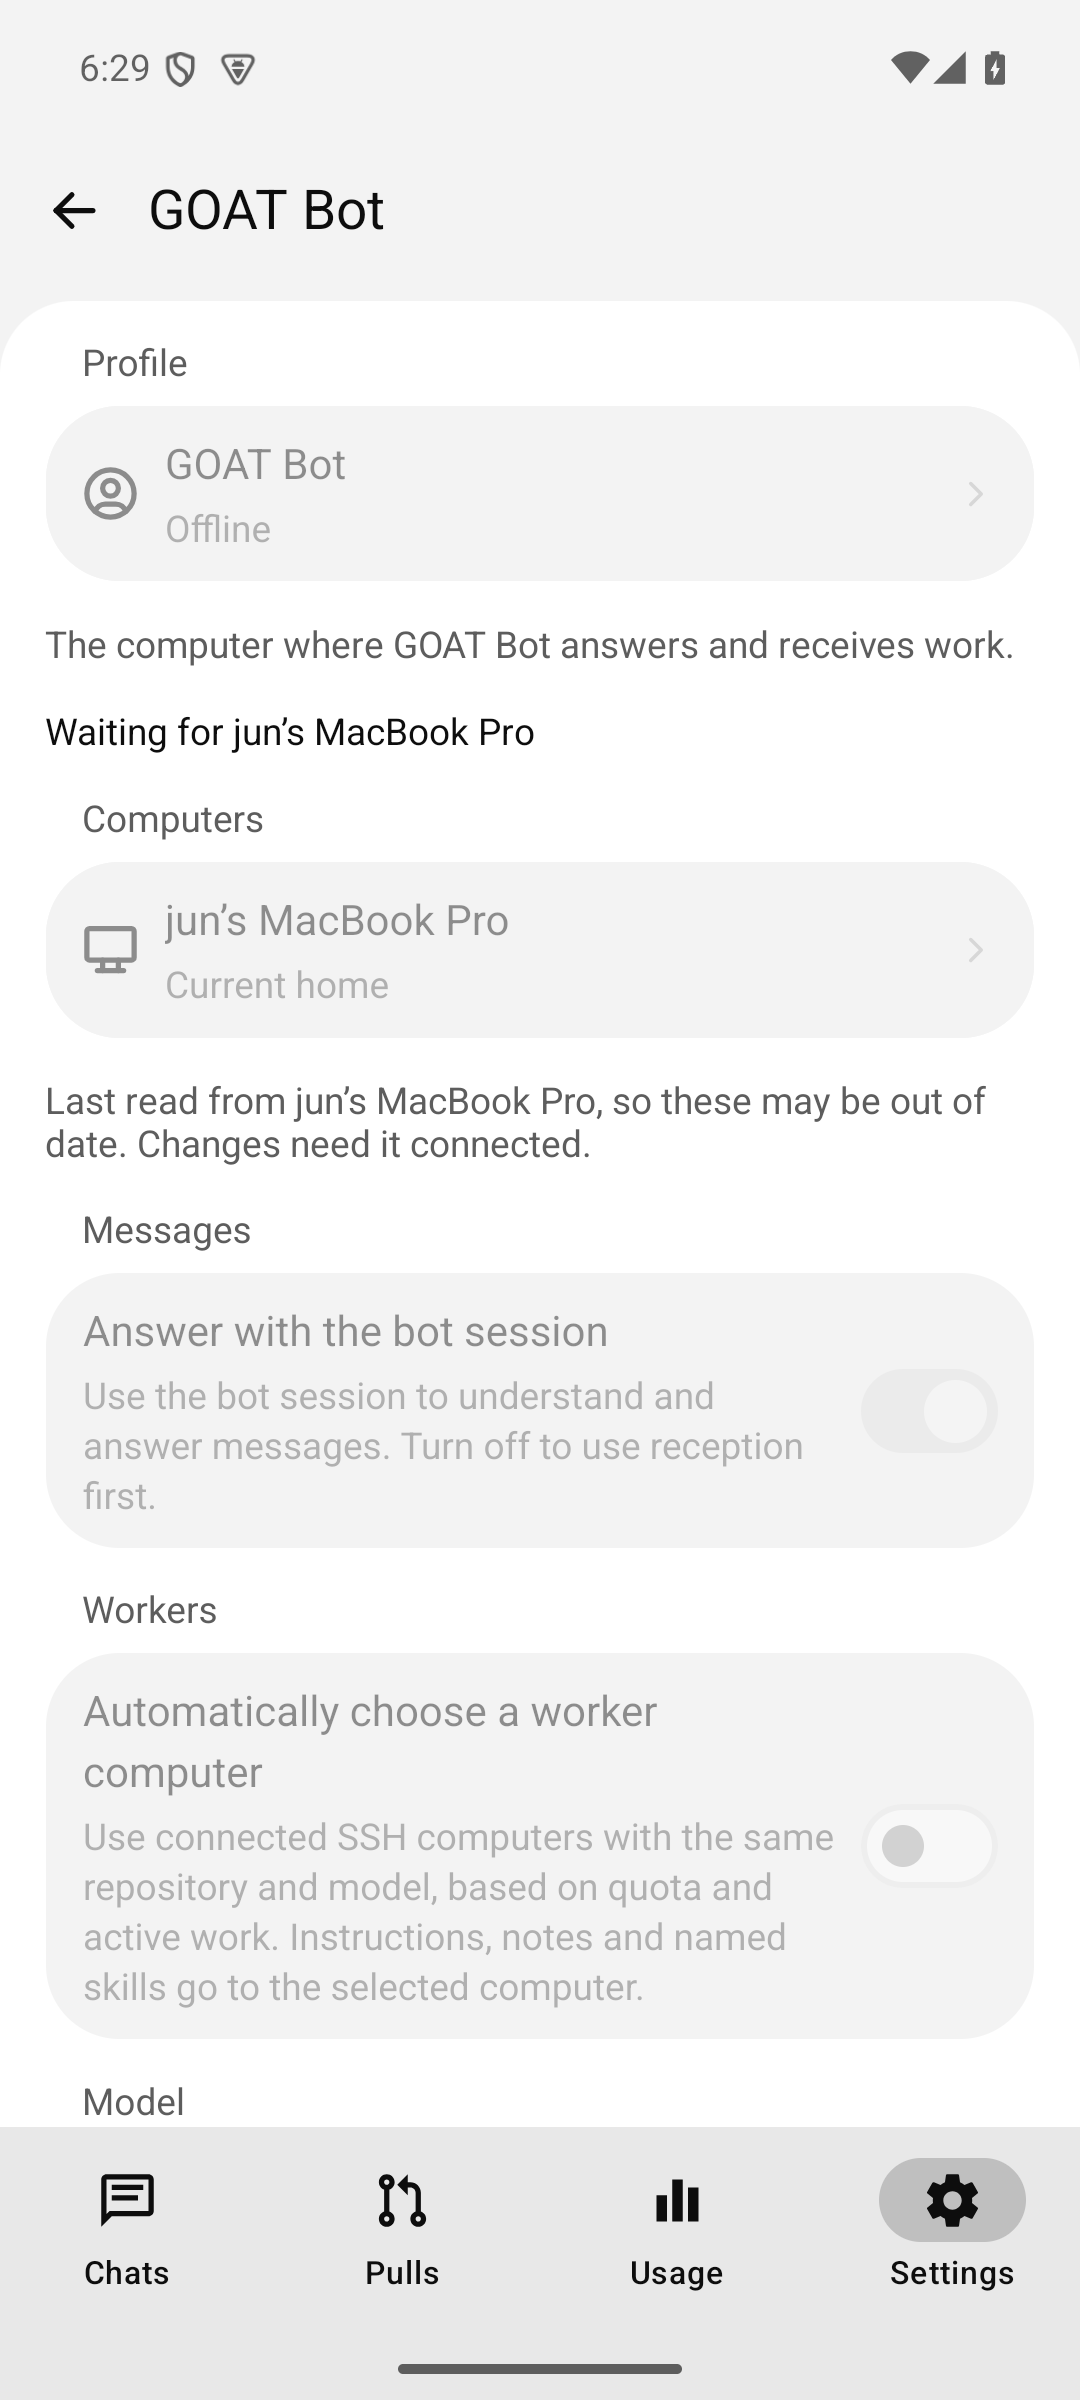 6:29
GOAT Bot
Profile
GOAT Bot
Offline
The computer where GOAT Bot answers and receives work.
Waiting for jun’s MacBook Pro
Computers
jun’s MacBook Pro
Current home
Last read from jun’s MacBook Pro, so these may be out of
date. Changes need it connected.
Messages
Answer with the bot session
Use the bot session to understand and
answer messages. Turn off to use reception
first.
Workers
Automatically choose a worker
computer
Use connected SSH computers with the same
repository and model, based on quota and
active work. Instructions, notes and named
skills go to the selected computer.
Model
Chats
Pulls
Usage
Settings